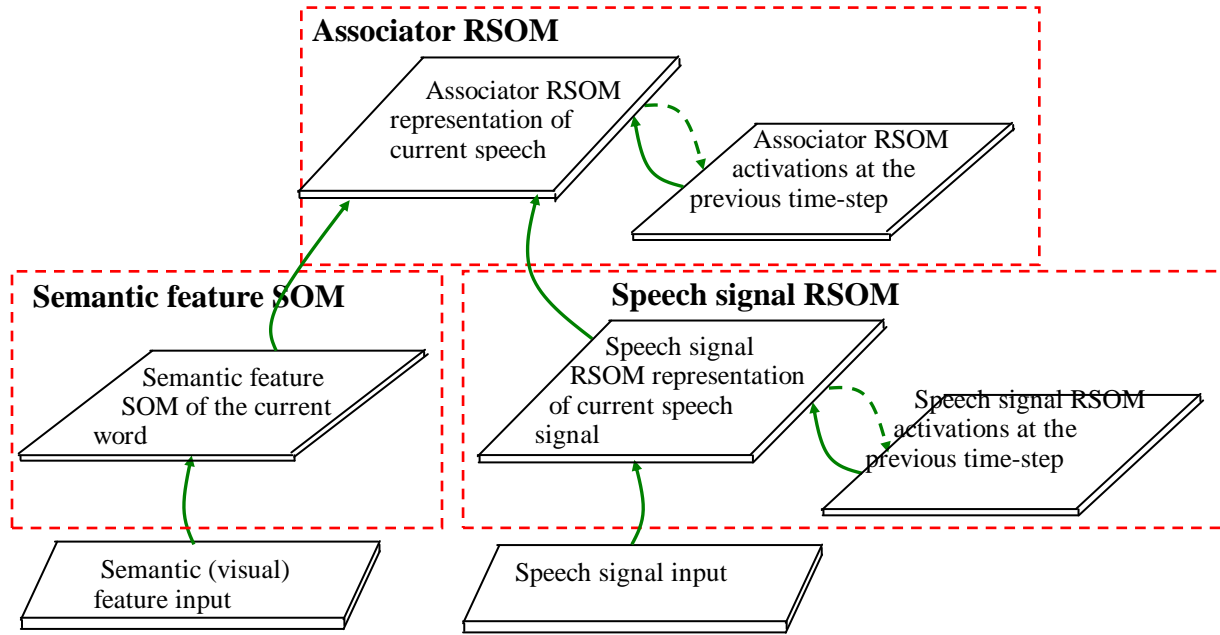 Associator RSOM
Associator RSOM
representation of
current speech
Associator RSOM
activations at the
previous time-step
Semantic feature SOM
Speech signal RSOM
Semantic feature
SOM of the current
word
Speech signal
RSOM representation
of current speech
signal
Speech signal RSOM
activations at the
previous time-step
Semantic (visual)
feature input
Speech signal input